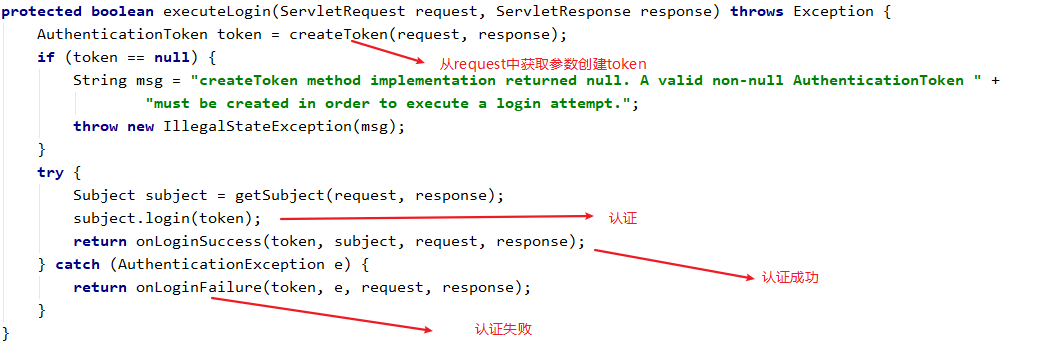 protected boolean executeLogin(ServletRequest request, ServletResponse response) throws Exception {
AuthenticationToken token = createToken(request, response);
if (token == null) {
从request中获取参数创建token
String msg = "createToken method implementation returned null. A valid non-null AuthenticationToken " +
"must be created in order to execute a login attempt.";
throw new IllegalStateException(msg);
}
try {
Subject subject = getSubject(request, response);
subject.login(token);
认证
return onLoginSuccess(token, subject, request, response);
} catch (AuthenticationException e) {
认证成功
return onLoginFailure(token, e, request, response);
}
认证失败
}